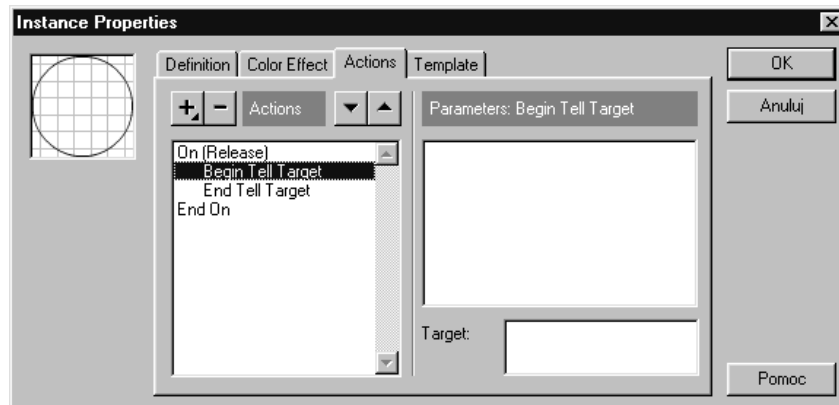 Instance Properties
Definition
Color Effect
Actions
Template
OK
Anuluj
Actions
Parameters: Begin Tell Target
On (Release)
Begin Tell Target
End Tell Target
End On
Target:
Pomoc